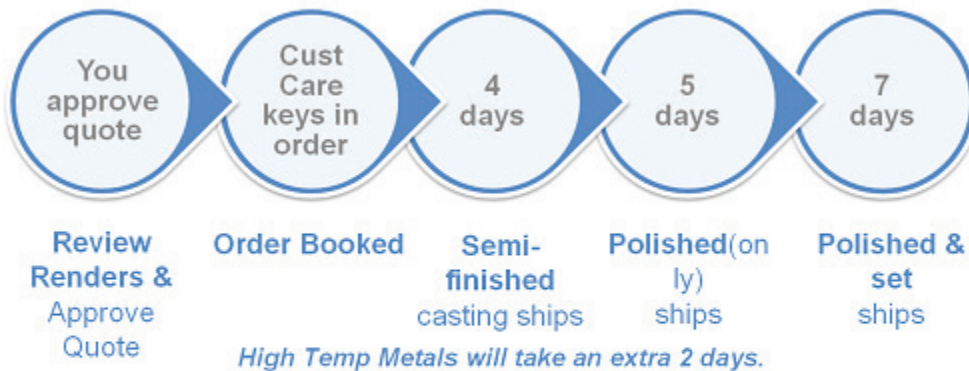 You
approve
quote
Cust
Care
keys in
order
4
days
5
days
7
days
Review
Renders &
Approve
Quote
Order Booked
Semi-
finished
casting ships
Polished(on
ly)
ships
Polished &
set
ships
High Temp Metals will take an extra 2 days.